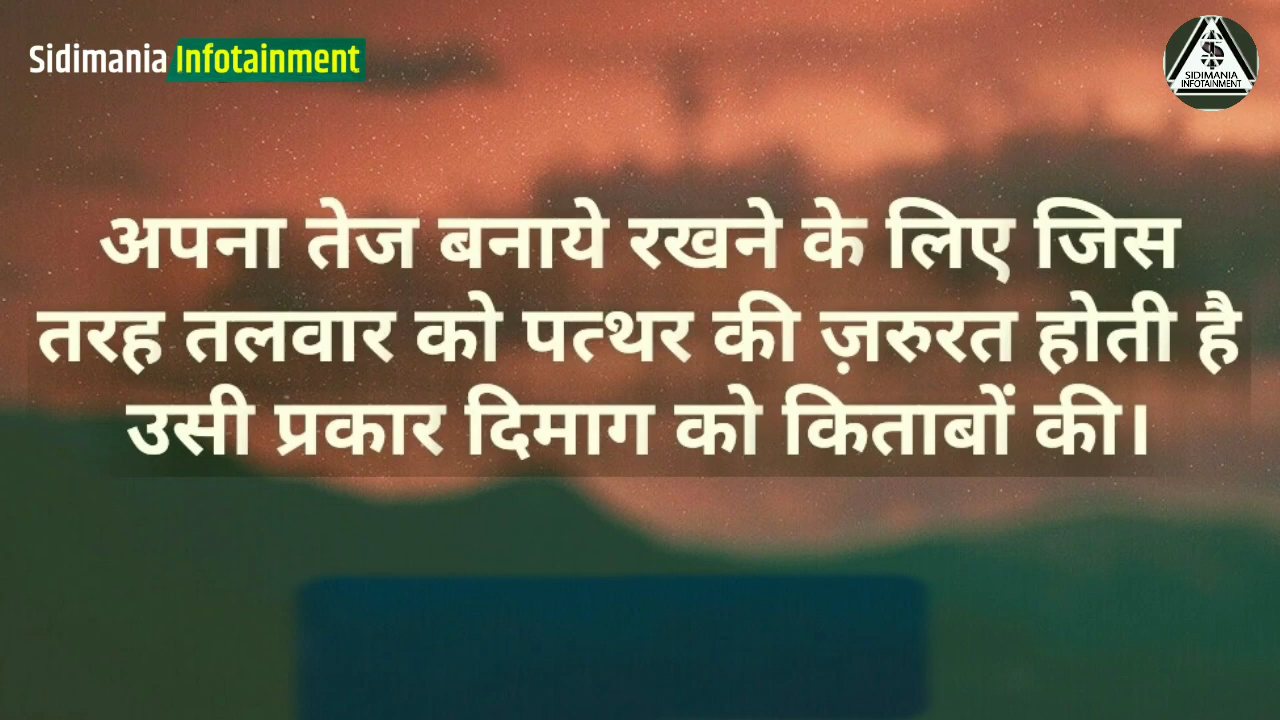 Sidimania Infotainment
SIDIMANIA
INFOTAINMENT
अपना तेज बनाये रखने के लिए जिस
तरह तलवार को पत्थर की ज़रुरत होती है
उसी प्रकार दिमाग को किताबों की।